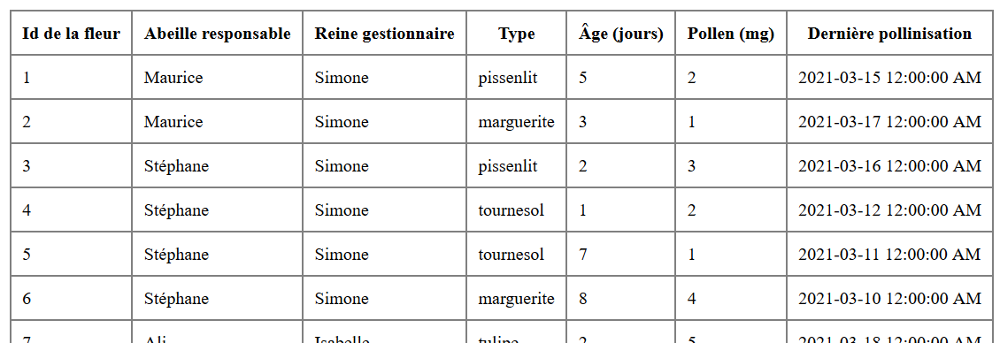 Id de la fleur Abeille responsable Reine gestionnaire Type Âge (jours) Pollen (mg) Dernière pollinisation
1 Maurice Simone pissenlit 5 2 2021-03-15 12:00:00 AM
2 Maurice Simone marguerite 3 1 2021-03-17 12:00:00 AM
3 Stéphane Simone pissenlit 2 3 2021-03-16 12:00:00 AM
4 Stéphane Simone tournesol 1 2 2021-03-12 12:00:00 AM
5 Stéphane Simone tournesol 7 1 2021-03-11 12:00:00 AM
6 Stéphane Simone marguerite 8 4 2021-03-10 12:00:00 AM
7 Ali Isabelle tulipe 2 5 2021-03-18 12:00:00 AM